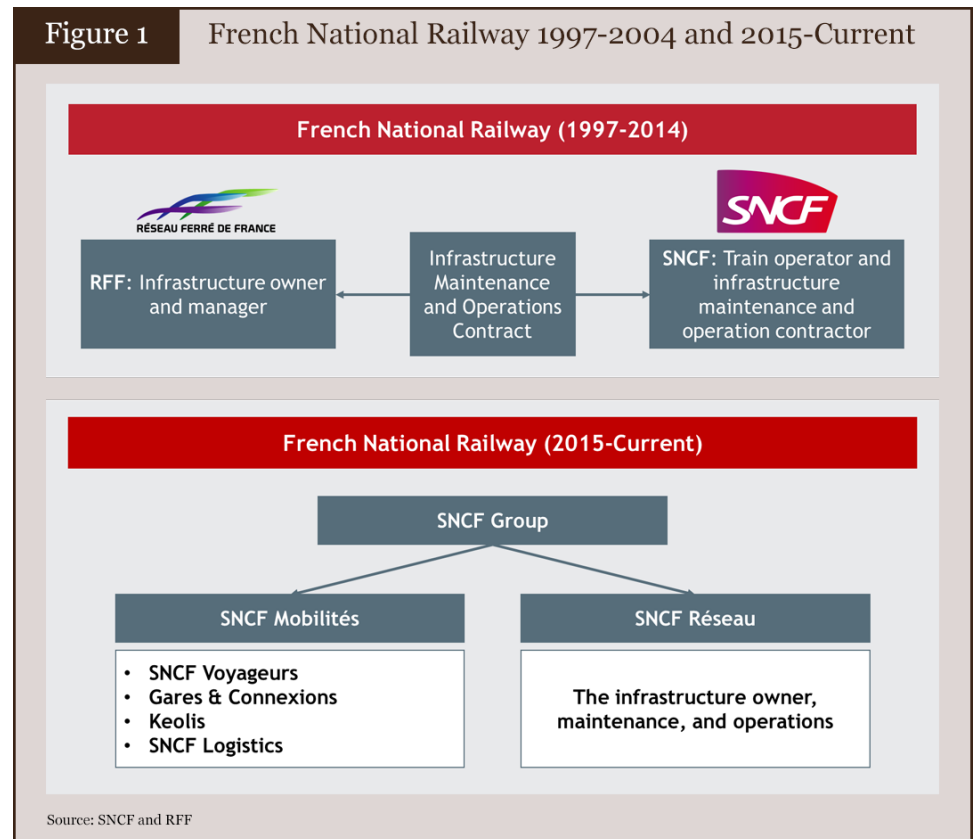 Figure 1
French National Railway 1997-2004 and 2015-Current
French National Railway (1997-2014)
RÉSEAU FERRÉ DE FRANCE
SNCF
RFF: Infrastructure owner
and manager
Infrastructure
Maintenance
and Operations
Contract
SNCF: Train operator and
infrastructure
maintenance and
operation contractor
French National Railway (2015-Current)
SNCF Group
SNCF Mobilités
• SNCF Voyageurs
• Gares & Connexions
• Keolis
• SNCF Logistics
SNCF Réseau
The infrastructure owner,
maintenance, and operations
Source: SNCF and RFF